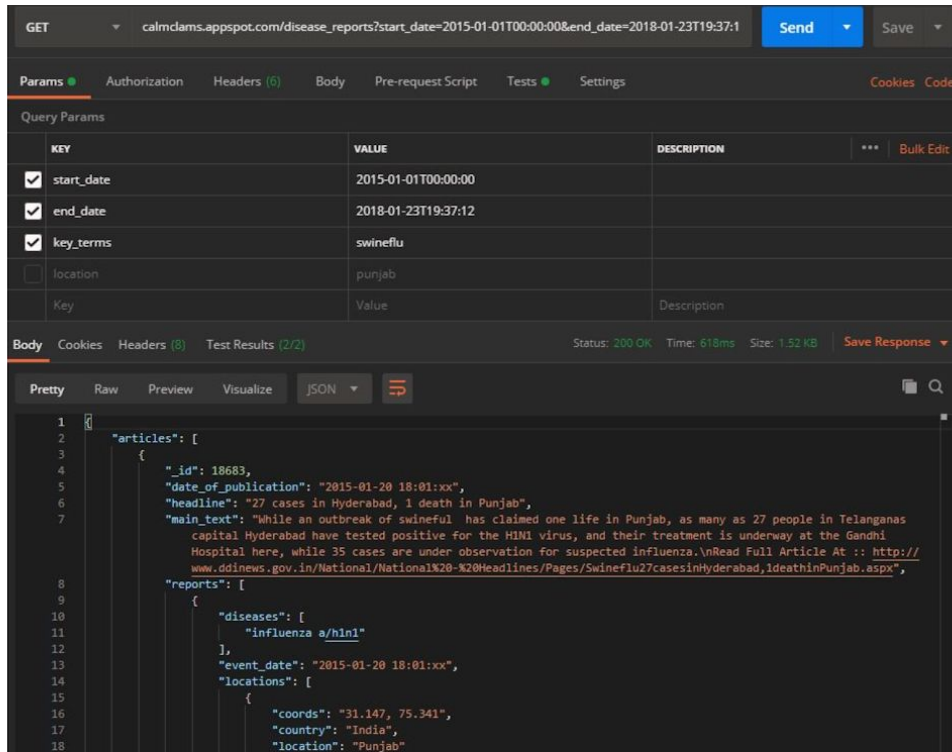 GET calmclams.appspot.com/disease_reports?start_date=2015-01-01T00:00:00&end_date=2018-01-23T19:37:1 Send Save
Params Authorization Headers (6) Body Pre-request Script Tests Settings Cookies Code
Query Params
KEY VALUE DESCRIPTION ••• Bulk Edit
start_date 2015-01-01T00:00:00
end_date 2018-01-23T19:37:12
key_terms swineflu
location punjab
Key Value Description
Body Cookies Headers (8) Test Results (2/2) Status: 200 OK Time: 618ms Size: 1.52 KB Save Response
Pretty Raw Preview Visualize JSON
1 {
2 "articles": [
3 {
4 "_id": 18683,
5 "date_of_publication": "2015-01-20 18:01:xx",
6 "headline": "27 cases in Hyderabad, 1 death in Punjab",
7 "main_text": "While an outbreak of swineful  has claimed one life in Punjab, as many as 27 people in Telanganas
capital Hyderabad have tested positive for the H1N1 virus, and their treatment is underway at the Gandhi
Hospital here, while 35 cases are under observation for suspected influenza.\nRead Full Article At :: http://
www.ddinews.gov.in/National/National%20-%20Headlines/Pages/Swineflu27casesinHyderabad,1deathinPunjab.aspx",
8 "reports": [
9 {
10 "diseases": [
11 "influenza a/h1n1"
12 ],
13 "event_date": "2015-01-20 18:01:xx",
14 "locations": [
15 {
16 "coords": "31.147, 75.341",
17 "country": "India",
18 "location": "Punjab"